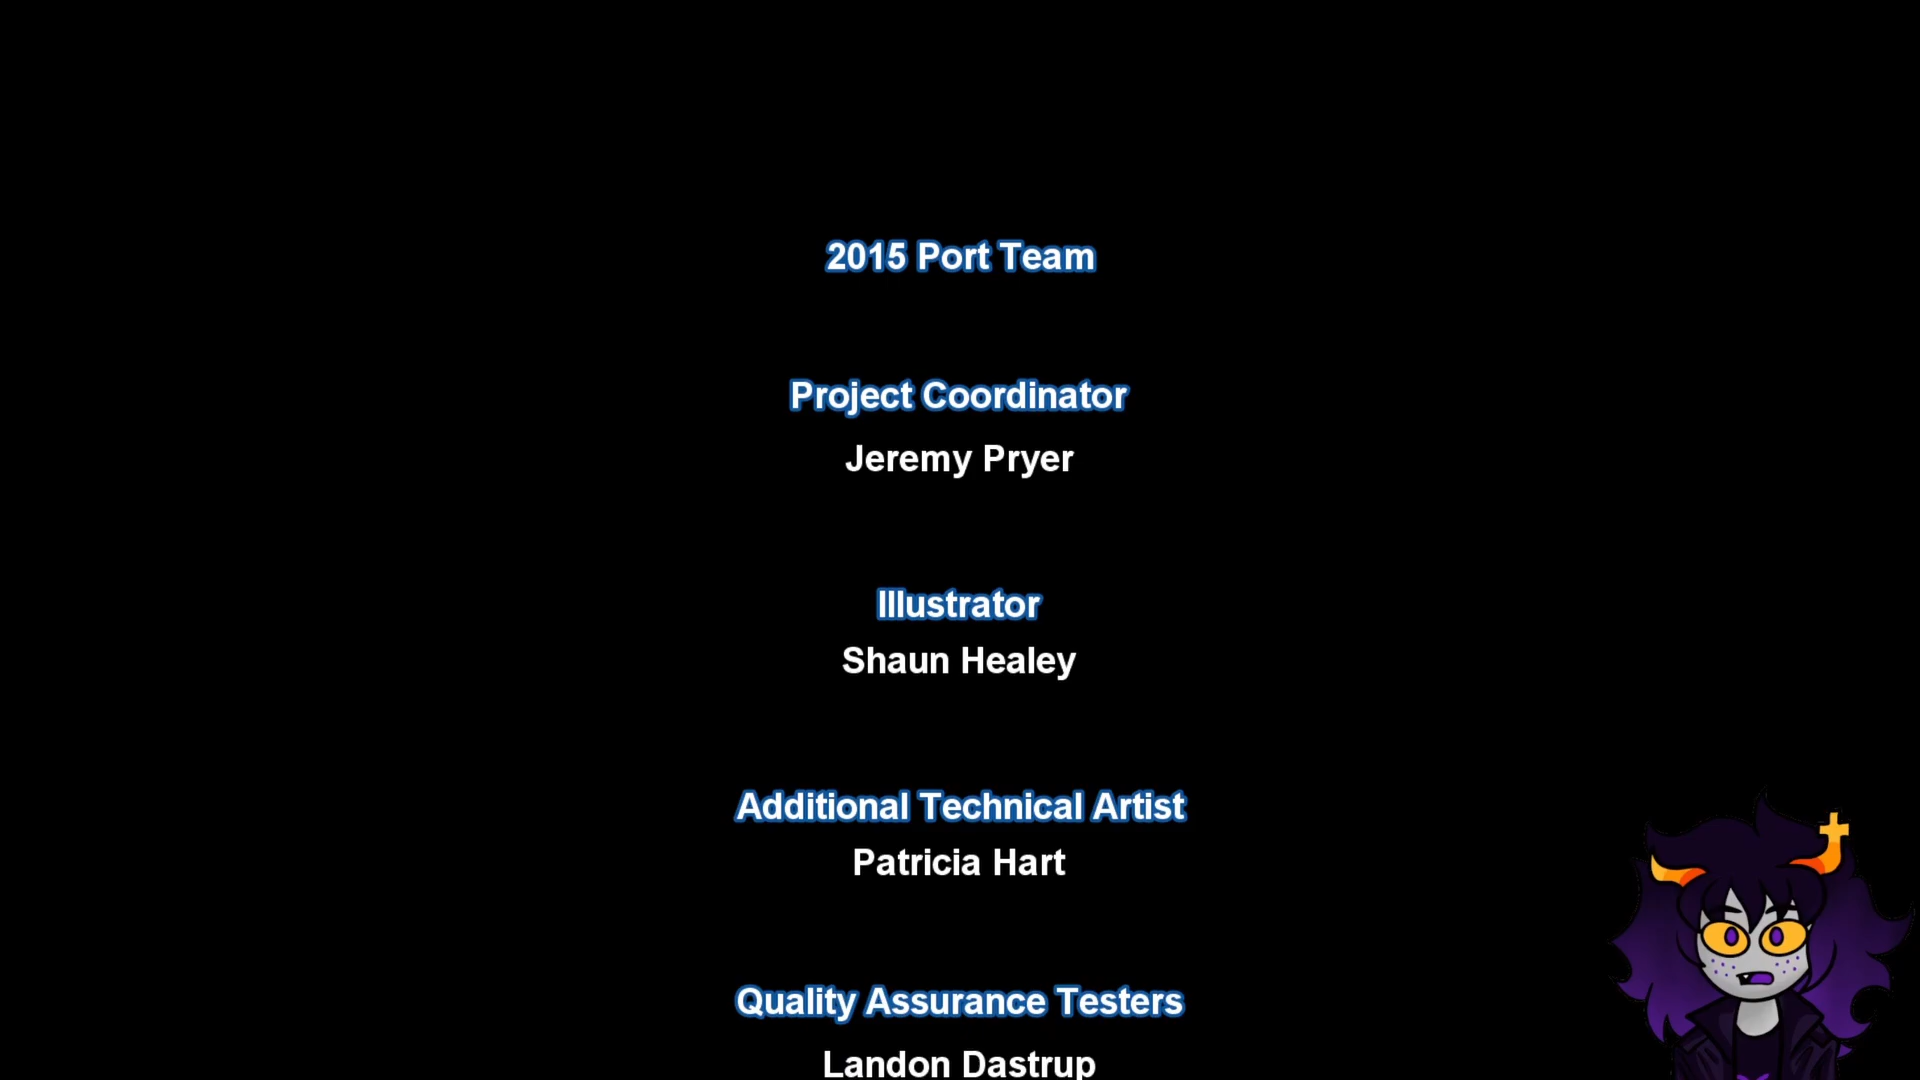 2015 Port Team
Project Coordinator
Jeremy Pryer
Illustrator
Shaun Healey
Additional Technical Artist
Patricia Hart
Quality Assurance Testers
Landon Dastrup